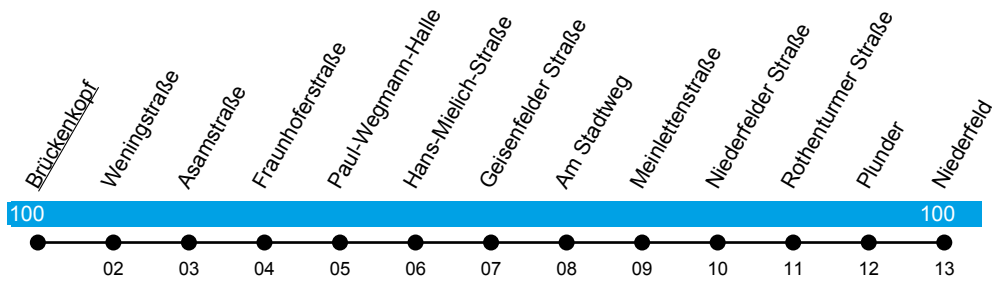 Brückenkopf
Weningstraße
Asamstraße
Fraunhoferstraße
Paul-Wegmann-Halle
Hans-Mielich-Straße
Geisenfelder Straße
Am Stadtweg
Meinlettenstraße
Niederfelder Straße
Rothenturmer Straße
Plunder
Niederfeld
100 100
02 03 04 05 06 07 08 09 10 11 12 13